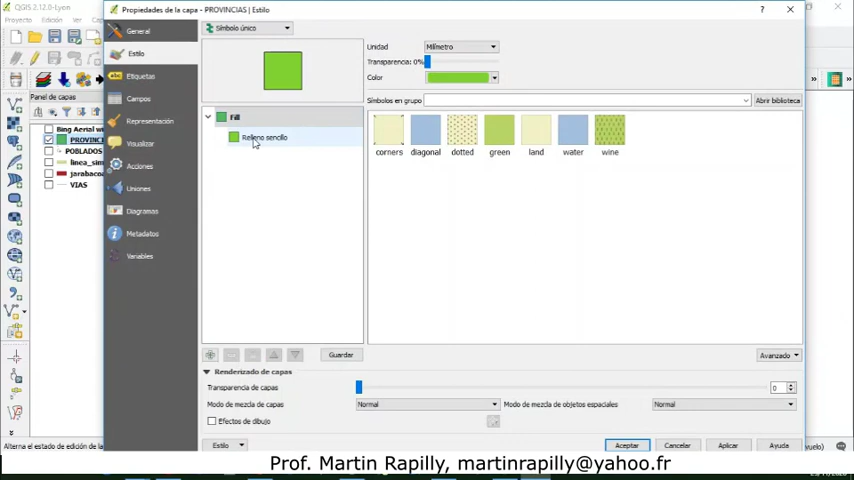 QGIS 2.12.0-Lyon
Propiedades de la capa - PROVINCIAS | Estilo
Proyecto Edición
Panel de capas
Bing Aerial w
PROVINCI
POBLADOS
linea_sim
jarabacoa
VIAS
General
Estilo
Etiquetas
Campos
Representación
Visualizar
Acciones
Uniones
Diagramas
Metadatos
Variables
Símbolo único
Fill
Relleno sencillo
Guardar
Unidad Milímetro
Transparencia: 0%
Color
Símbolos en grupo Abrir biblioteca
corners diagonal dotted green land water wine
Avanzado
Renderizado de capas
Transparencia de capas 0
Modo de mezcla de capas Normal Modo de mezcla de objetos espaciales Normal
Efectos de dibujo
Estilo Aceptar Cancelar Aplicar Ayuda
Alterna el estado de edición de la
Prof. Martin Rapilly, martinrapilly@yahoo.fr